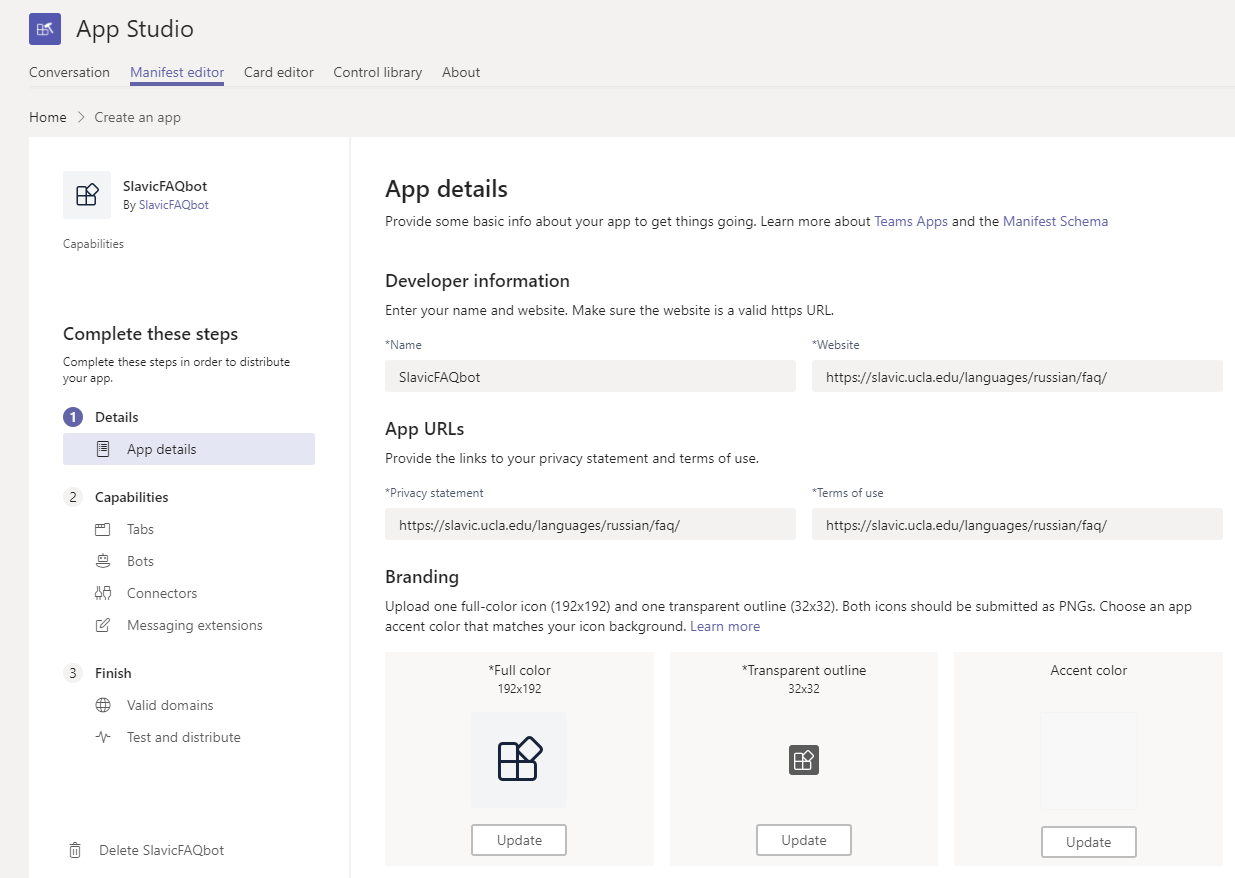 App Studio
Conversation Manifest editor Card editor Control library About
Home Create an app
SlavicFAQbot
By SlavicFAQbot
Capabilities
Complete these steps
Complete these steps in order to distribute
your app.
1 Details
App details
2 Capabilities
Tabs
Bots
Connectors
Messaging extensions
3 Finish
Valid domains
Test and distribute
Delete SlavicFAQbot
App details
Provide some basic info about your app to get things going. Learn more about Teams Apps and the Manifest Schema
Developer information
Enter your name and website. Make sure the website is a valid https URL.
*Name *Website
SlavicFAQbot https://slavic.ucla.edu/languages/russian/faq/
App URLs
Provide the links to your privacy statement and terms of use.
*Privacy statement *Terms of use
https://slavic.ucla.edu/languages/russian/faq/ https://slavic.ucla.edu/languages/russian/faq/
Branding
Upload one full-color icon (192x192) and one transparent outline (32x32). Both icons should be submitted as PNGs. Choose an app
accent color that matches your icon background. Learn more
*Full color *Transparent outline Accent color
192x192 32x32
Update Update Update